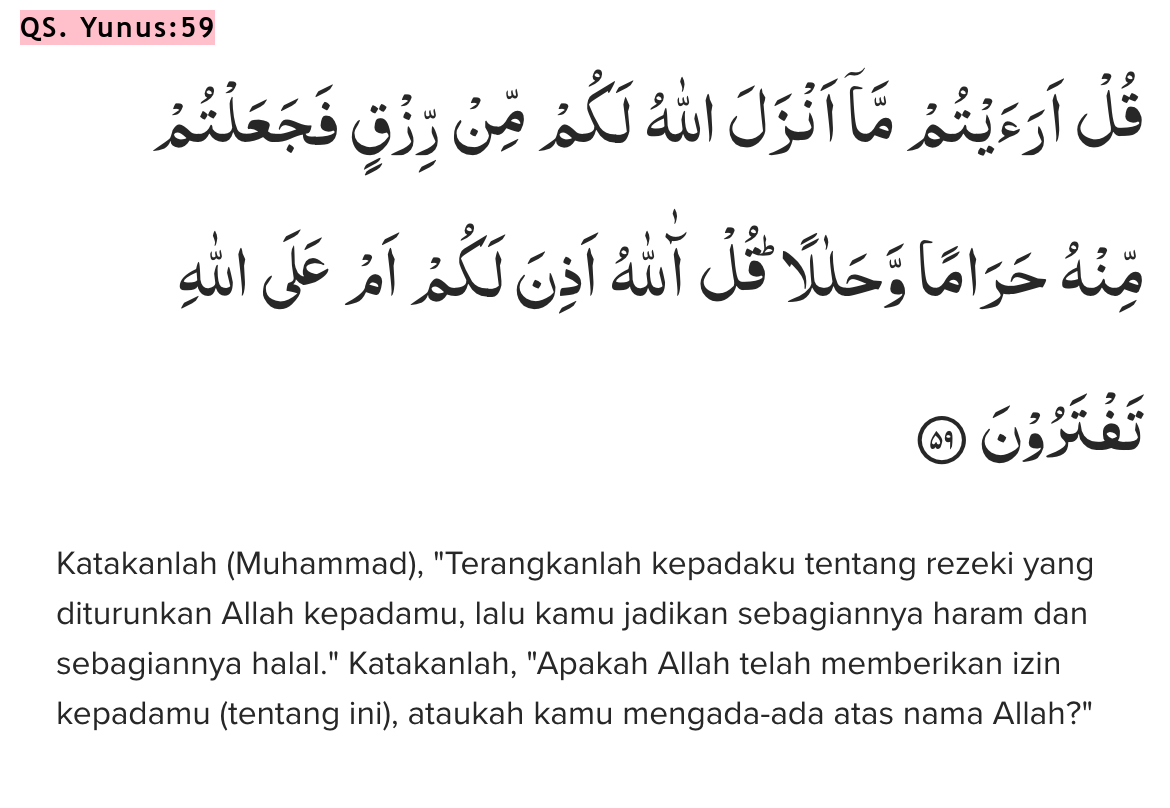 QS. Yunus:59
قُلْ اَرَءَيْتُمْ مَّآ اَنْزَلَ اللّٰهُ لَكُمْ مِّنْ رِّزْقٍ فَجَعَلْتُمْ
مِّنْهُ حَرَامًا وَّحَلٰلًا ۗ قُلْ اٰۤللّٰهُ اَذِنَ لَكُمْ اَمْ عَلَى اللّٰهِ
تَفْتَرُوْنَ ۝٥٩
Katakanlah (Muhammad), "Terangkanlah kepadaku tentang rezeki yang
diturunkan Allah kepadamu, lalu kamu jadikan sebagiannya haram dan
sebagiannya halal." Katakanlah, "Apakah Allah telah memberikan izin
kepadamu (tentang ini), ataukah kamu mengada-ada atas nama Allah?"